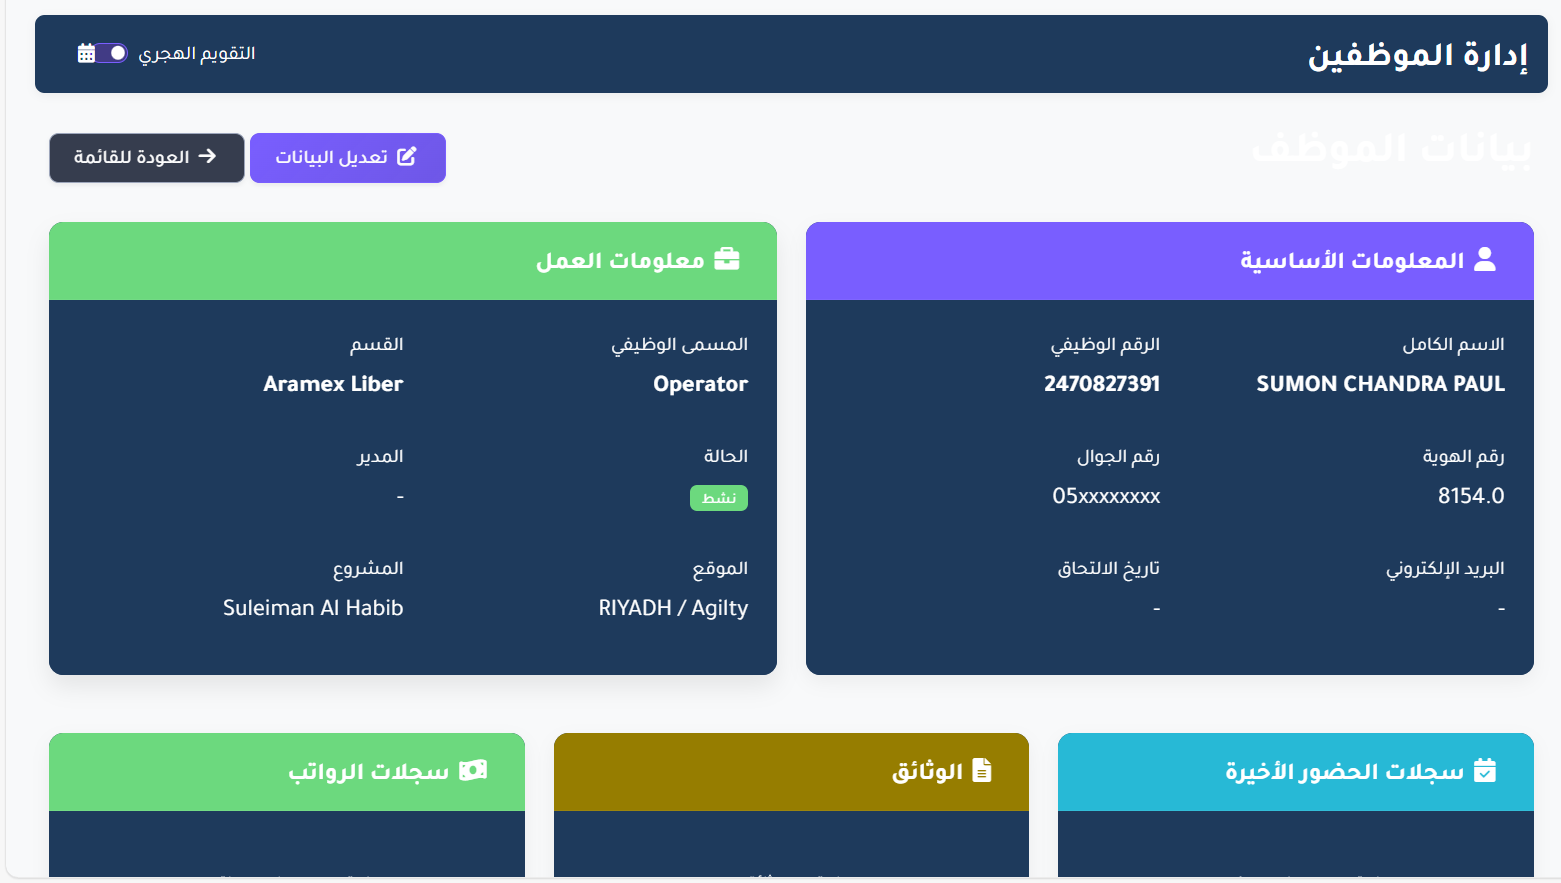 إدارة الموظفين
التقويم الهجري
بيانات الموظف
تعديل البيانات
العودة للقائمة
المعلومات الأساسية
الاسم الكامل
SUMON CHANDRA PAUL
الرقم الوظيفي
2470827391
رقم الهوية
8154.0
رقم الجوال
05xxxxxxxx
البريد الإلكتروني
-
تاريخ الالتحاق
-
معلومات العمل
المسمى الوظيفي
Operator
القسم
Aramex Liber
الحالة
نشط
المدير
-
الموقع
RIYADH / Agilty
المشروع
Suleiman Al Habib
سجلات الحضور الأخيرة
الوثائق
سجلات الرواتب